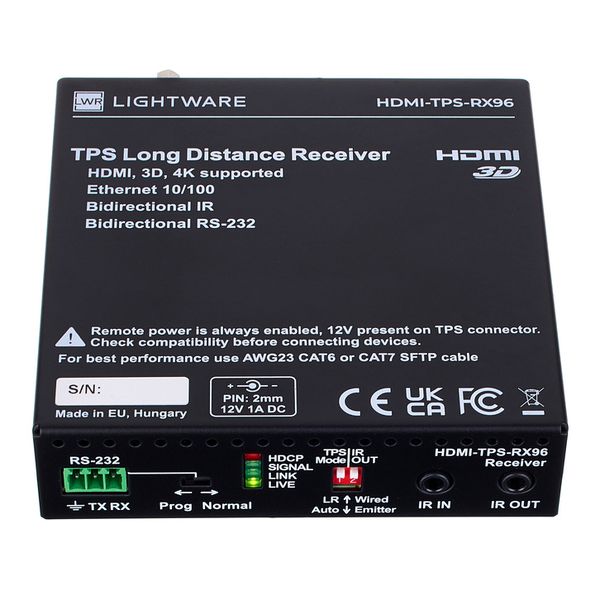 LWR LIGHTWARE
HDMI-TPS-RX96
TPS Long Distance Receiver
HDMI
3D
HDMI, 3D, 4K supported
Ethernet 10/100
Bidirectional IR
Bidirectional RS-232
Remote power is always enabled, 12V present on TPS connector.
Check compatibility before connecting devices.
For best performance use AWG23 CAT6 or CAT7 SFTP cable
S/N:
Made in EU, Hungary
PIN: 2mm
12V 1A DC
CE UK CA FC
RS-232
TX RX
Prog Normal
HDCP
SIGNAL
LINK
LIVE
TPS IR
Mode OUT
1 2
LR ↑ Wired
Auto ↓ Emitter
HDMI-TPS-RX96
Receiver
IR IN
IR OUT